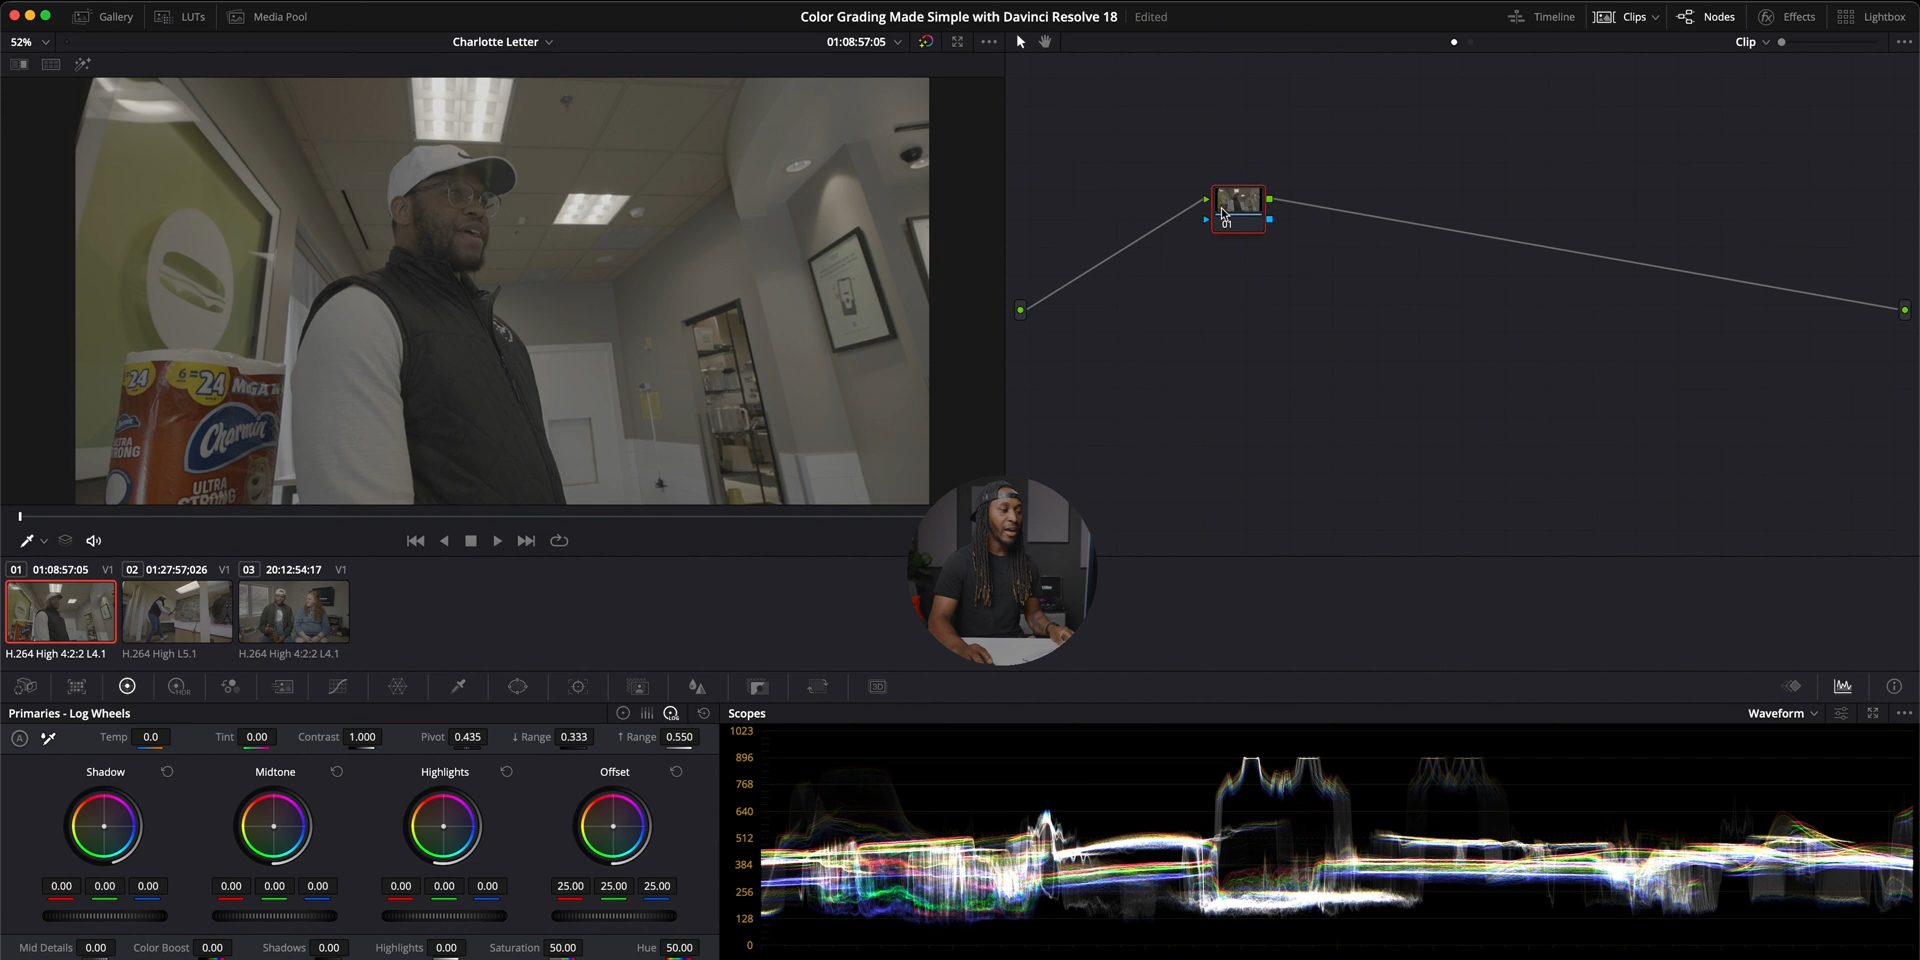 Gallery LUTs Media Pool Color Grading Made Simple with Davinci Resolve 18 Edited Timeline Clips Nodes Effects Lightbox
52% Charlotte Letter 01:08:57:05 Clip
24 6=24 MEGA
Charmin
ULTRA STRONG
ULTRA
STRONG
01
01 01:08:57:05 V1 02 01:27:57;026 V1 03 20:12:54:17 V1
H.264 High 4:2:2 L4.1 H.264 High L5.1 H.264 High 4:2:2 L4.1
HDR 3D
Primaries - Log Wheels LOG Scopes Waveform
A Temp 0.0 Tint 0.00 Contrast 1.000 Pivot 0.435 ↓ Range 0.333 ↑ Range 0.550
Shadow Midtone Highlights Offset
0.00 0.00 0.00 0.00 0.00 0.00 0.00 0.00 0.00 25.00 25.00 25.00
Mid Details 0.00 Color Boost 0.00 Shadows 0.00 Highlights 0.00 Saturation 50.00 Hue 50.00
1023
896
768
640
512
384
256
128
0